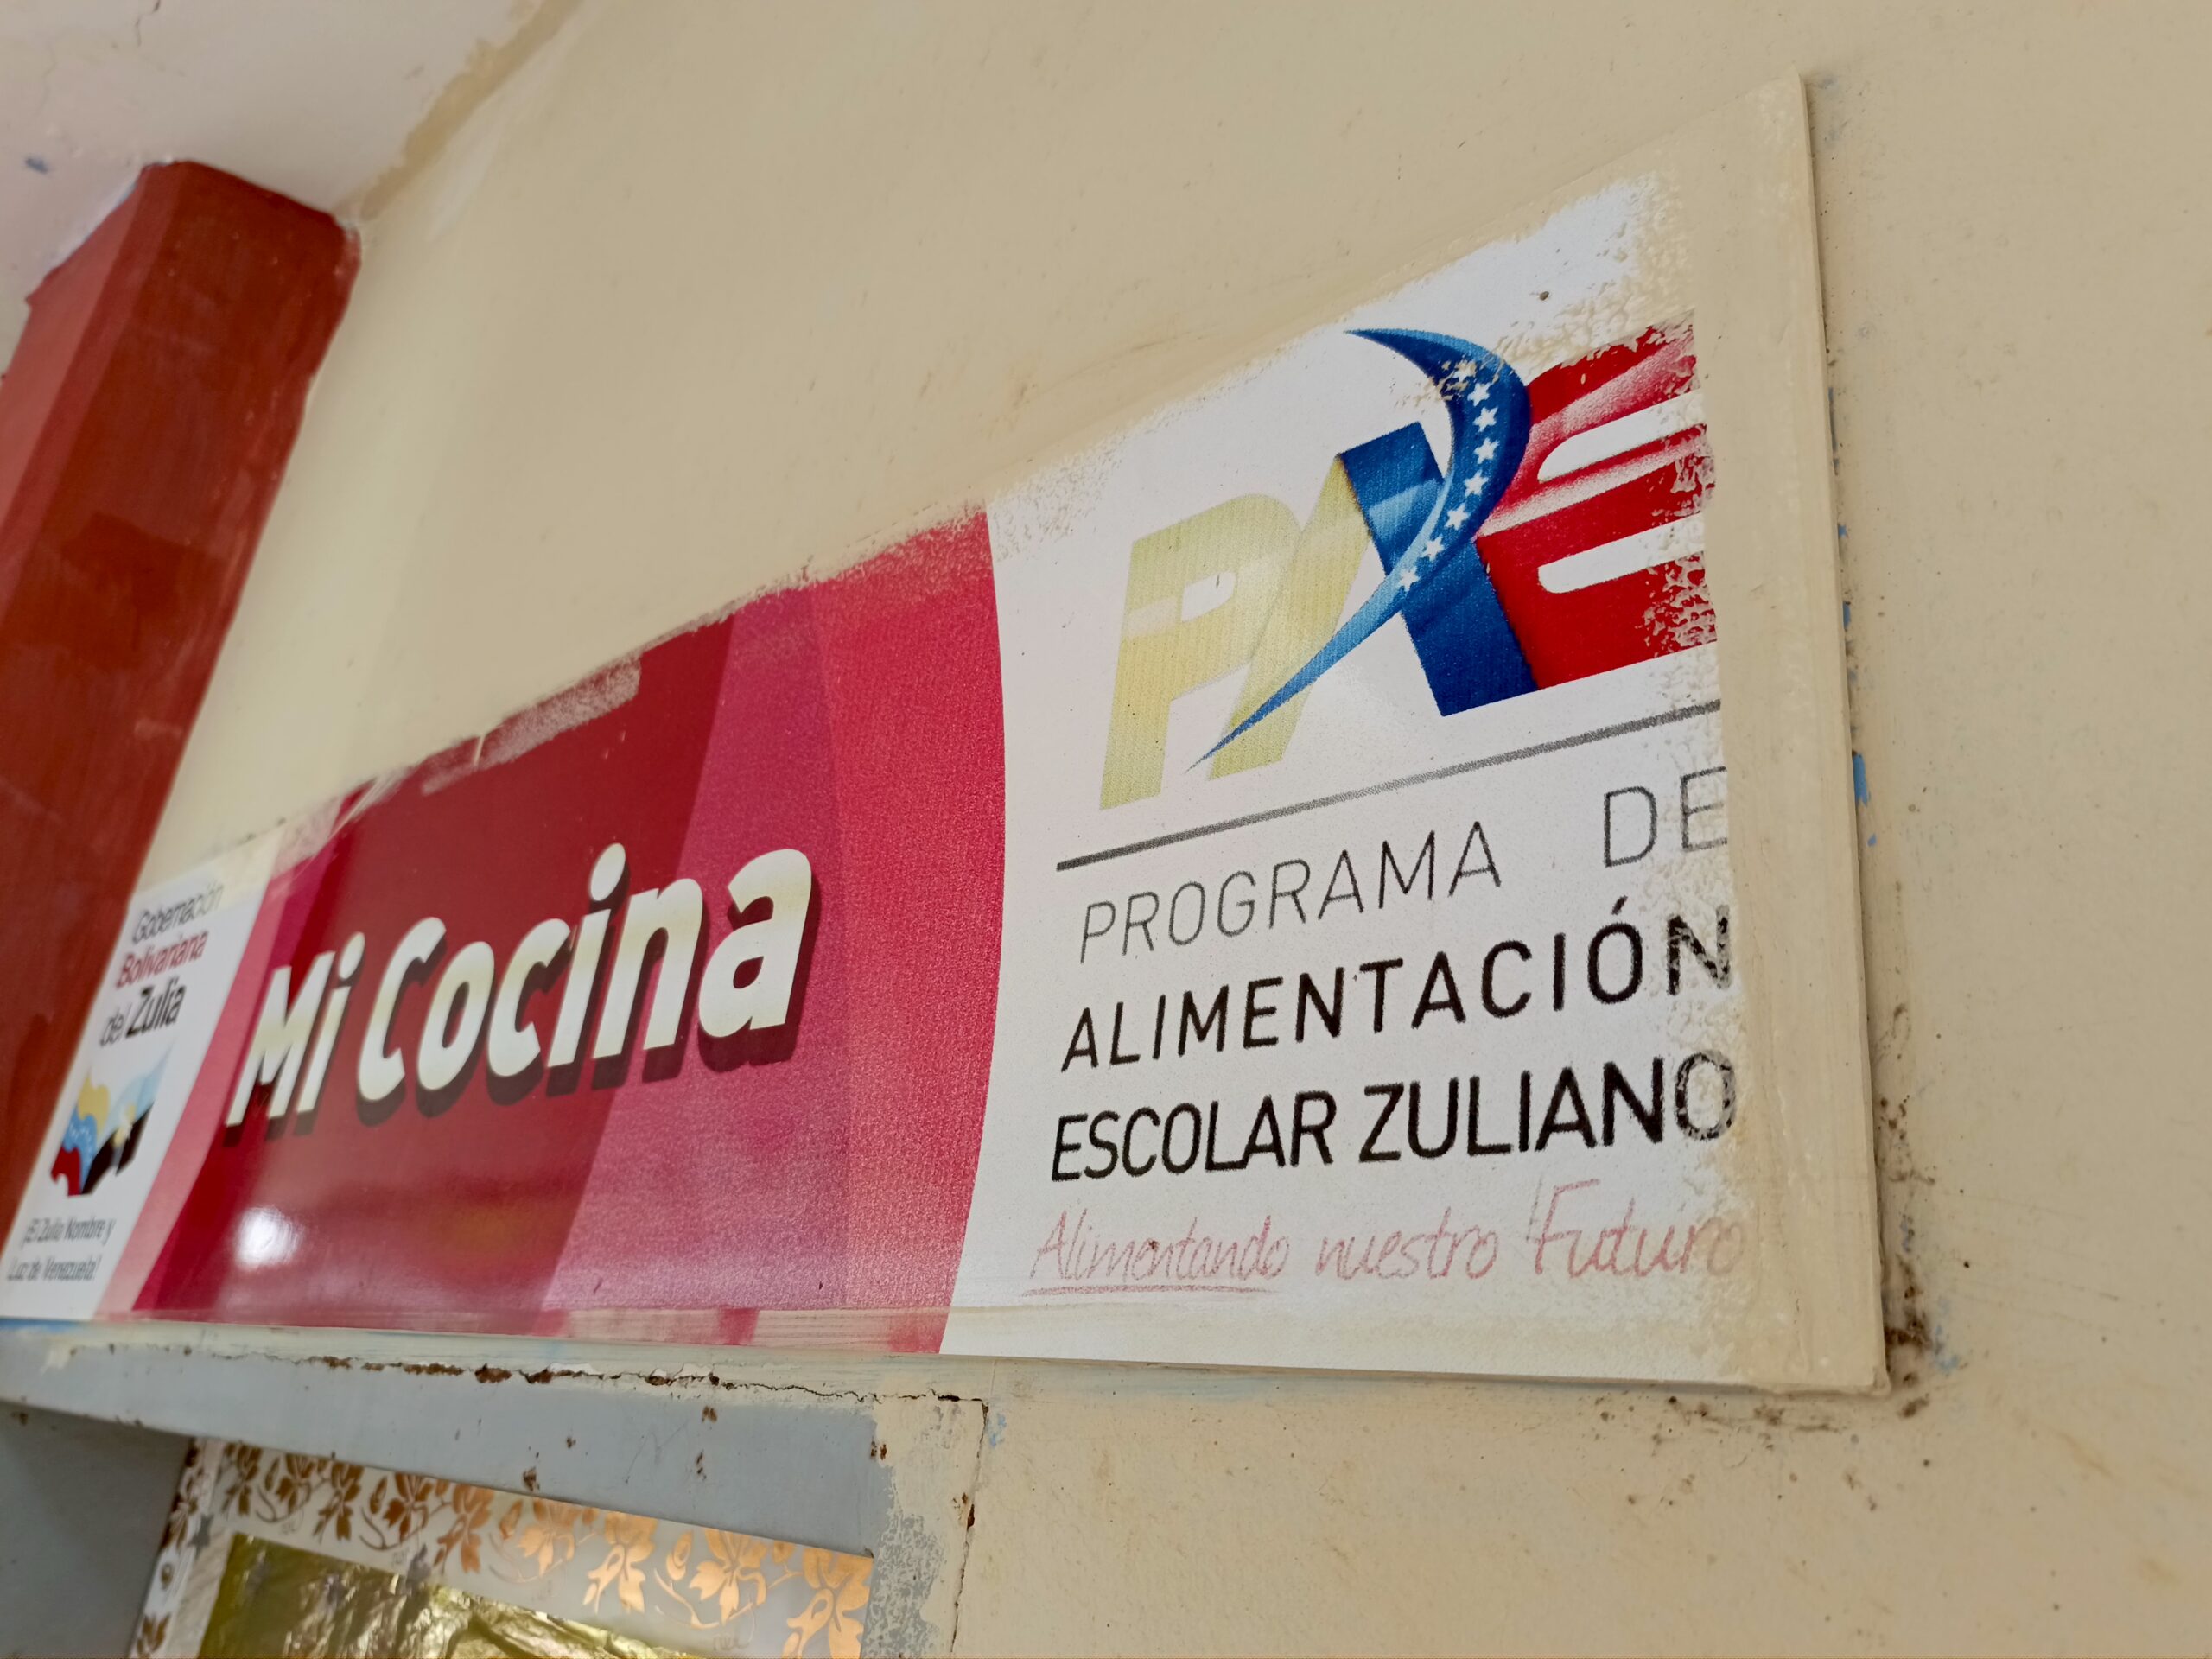 Gobernación
Bolivariana
del Zulia
¡El Zulia Nombre y
Luz de Venezuela!
Mi Cocina
PAE
PROGRAMA DE
ALIMENTACIÓN
ESCOLAR ZULIANO
Alimentando nuestro Futuro